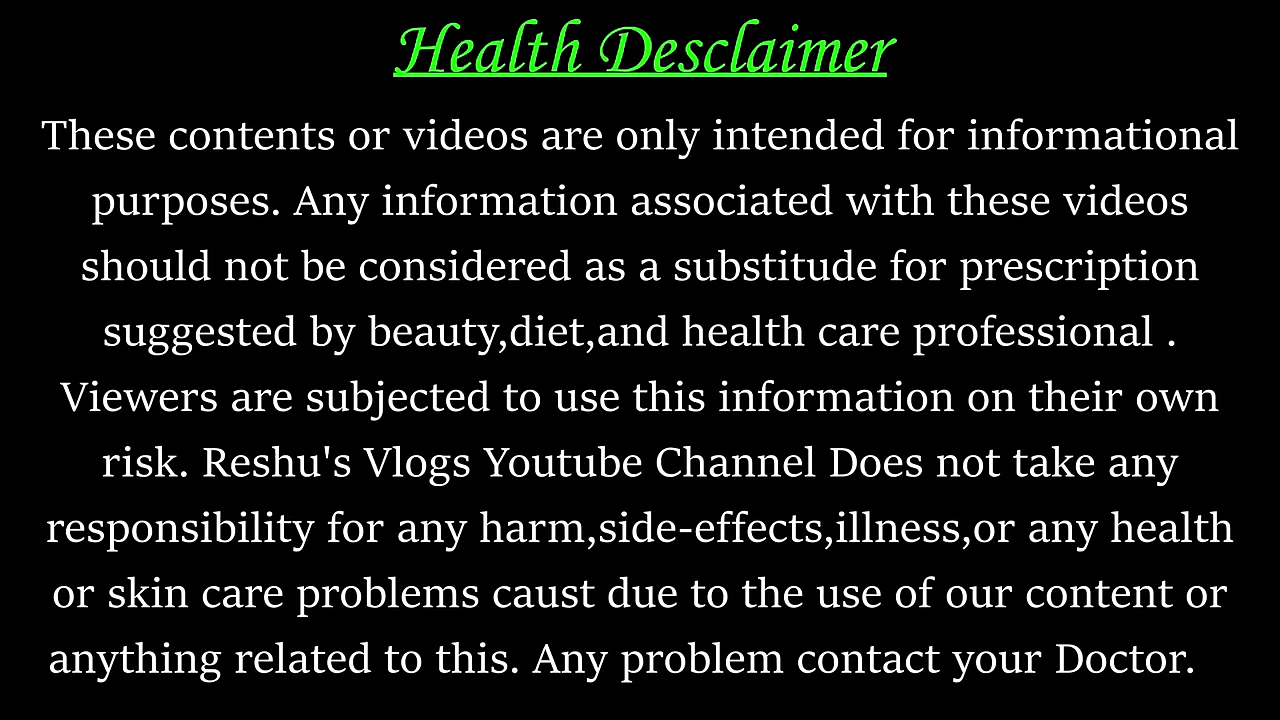 Health Desclaimer
These contents or videos are only intended for informational
purposes. Any information associated with these videos
should not be considered as a substitude for prescription
suggested by beauty,diet,and health care professional .
Viewers are subjected to use this information on their own
risk. Reshu's Vlogs Youtube Channel Does not take any
responsibility for any harm,side-effects,illness,or any health
or skin care problems caust due to the use of our content or
anything related to this. Any problem contact your Doctor.